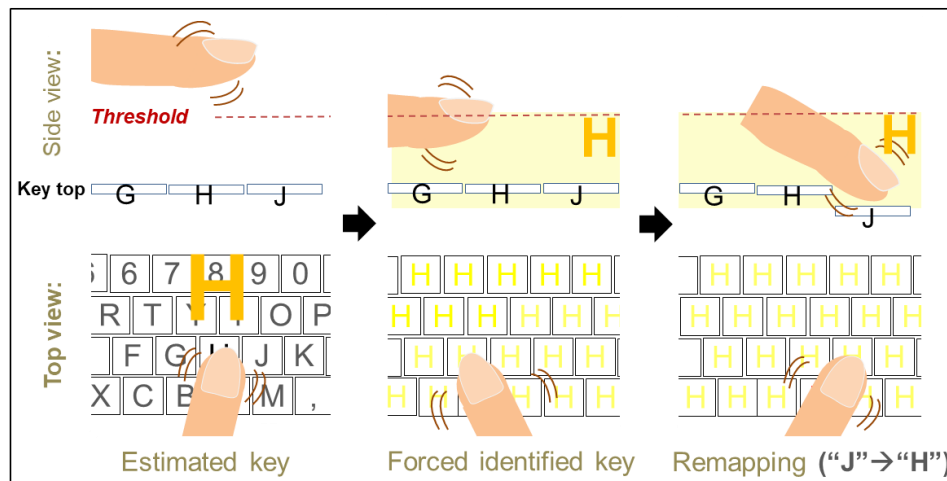 Side view:
Threshold
H
H
Key top
G H J
G H J
G H J
Top view:
6 7 8 9 0
H
R T Y I O P
F G H J K
X C B M ,
H H H H H
H H H H H H
H H H H
H H H H
H H H H H
H H H H H H
H H H H H
H H H H H
Estimated key
Forced identified key
Remapping ("J"→"H")